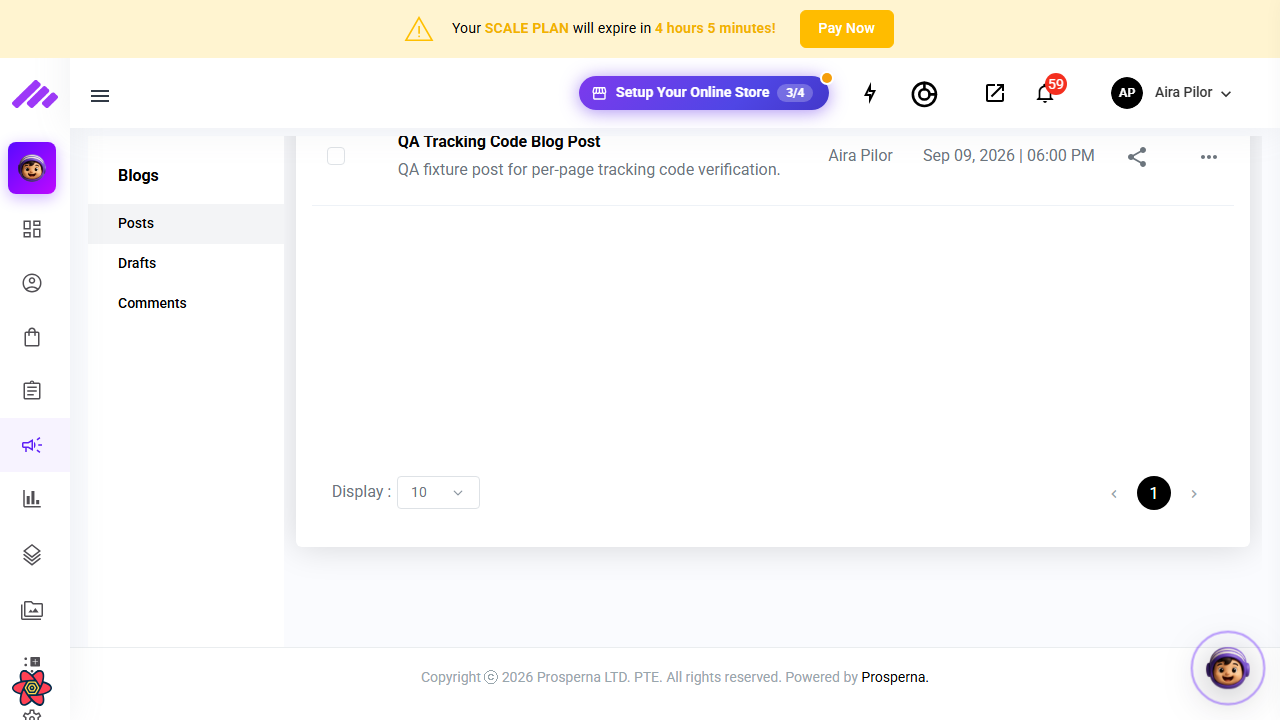 Your SCALE PLAN will expire in 4 hours 5 minutes!
Pay Now
Setup Your Online Store 3/4
59
AP
Aira Pilor
Blogs
Posts
Drafts
Comments
QA Tracking Code Blog Post
QA fixture post for per-page tracking code verification.
Aira Pilor
Sep 09, 2026 | 06:00 PM
Display :
10
1
Copyright © 2026 Prosperna LTD. PTE. All rights reserved. Powered by Prosperna.